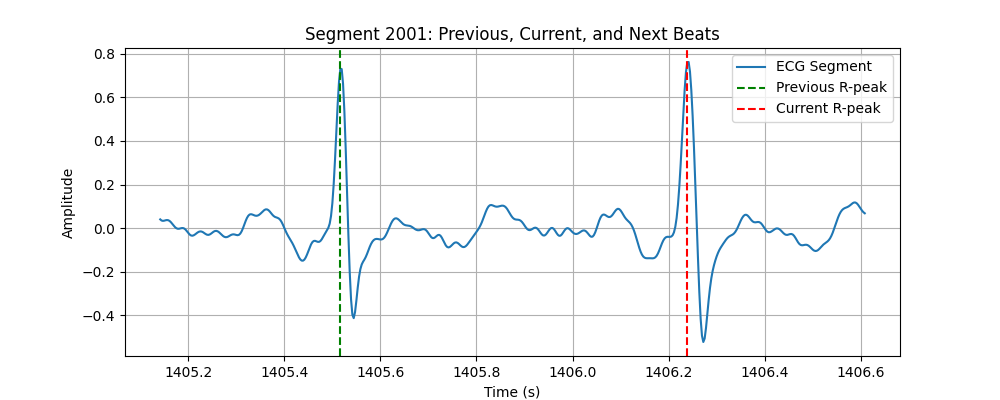 Segment 2001: Previous, Current, and Next Beats
ECG Segment
Previous R-peak
Current R-peak
Amplitude
0.8
0.6
0.4
0.2
0.0
−0.2
−0.4
1405.2 1405.4 1405.6 1405.8 1406.0 1406.2 1406.4 1406.6
Time (s)